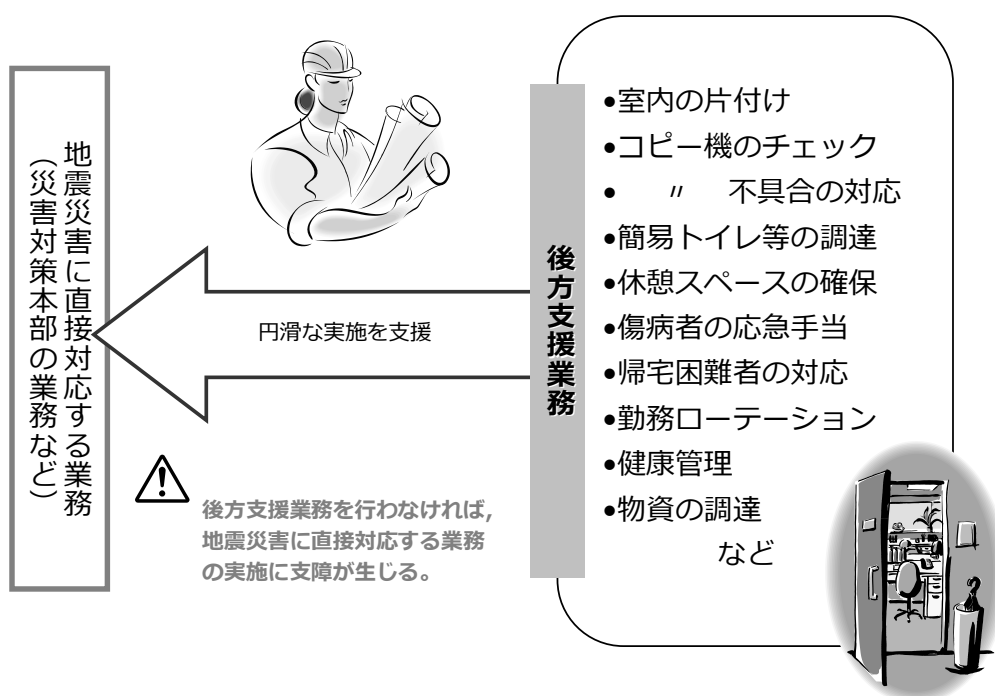 地震災害に直接対応する業務
（災害対策本部の業務など）
円滑な実施を支援
後方支援業務を行わなければ，
地震災害に直接対応する業務
の実施に支障が生じる。
後方支援業務
•室内の片付け
•コピー機のチェック
•　〃　不具合の対応
•簡易トイレ等の調達
•休憩スペースの確保
•傷病者の応急手当
•帰宅困難者の対応
•勤務ローテーション
•健康管理
•物資の調達
など